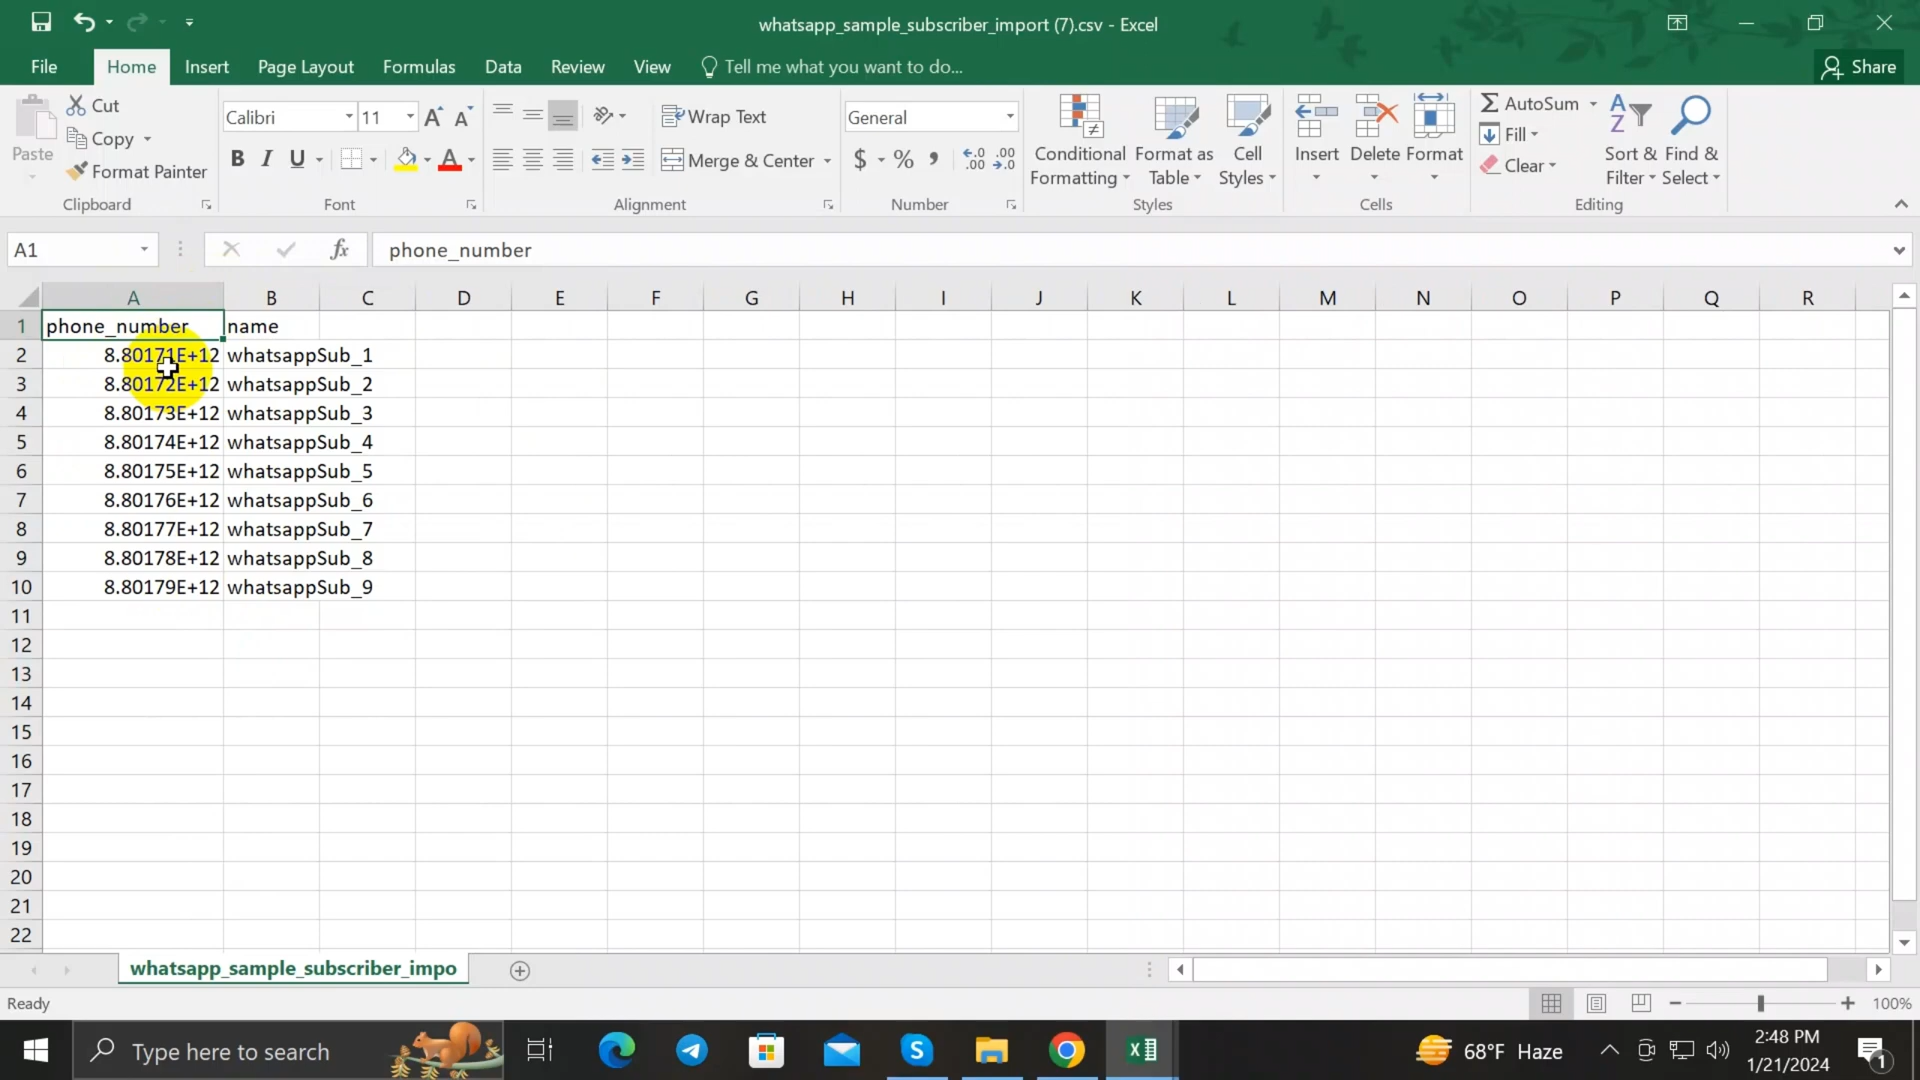 whatsapp_sample_subscriber_import (7).csv - Excel
File Home Insert Page Layout Formulas Data Review View Tell me what you want to do... Share
Paste Cut Copy Format Painter
Clipboard
Calibri 11 A A
B I U A
Font
Wrap Text
Merge & Center
Alignment
General
$ % , .0 .00 .00 .0
Number
Conditional Formatting
Format as Table
Cell Styles
Styles
Insert Delete Format
Cells
AutoSum
Fill
Clear
Sort & Filter
Find & Select
Editing
A1 fx phone_number
A B C D E F G H I J K L M N O P Q R
1 phone_number name
2 8.80171E+12 whatsappSub_1
3 8.80172E+12 whatsappSub_2
4 8.80173E+12 whatsappSub_3
5 8.80174E+12 whatsappSub_4
6 8.80175E+12 whatsappSub_5
7 8.80176E+12 whatsappSub_6
8 8.80177E+12 whatsappSub_7
9 8.80178E+12 whatsappSub_8
10 8.80179E+12 whatsappSub_9
11
12
13
14
15
16
17
18
19
20
21
22
whatsapp_sample_subscriber_impo
Ready 100%
Type here to search 68°F Haze 2:48 PM
1/21/2024 1